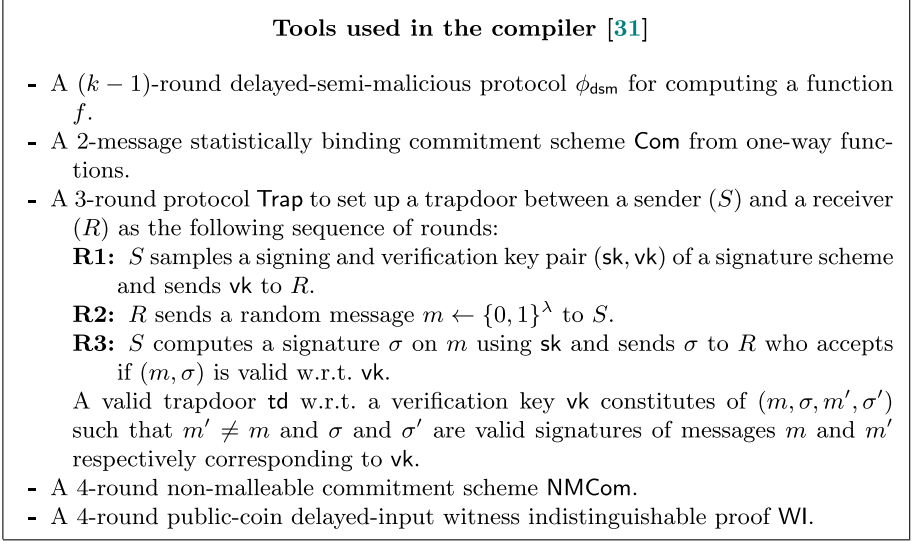 Tools used in the compiler [31]
- A (k − 1)-round delayed-semi-malicious protocol ϕdsm for computing a function
f.
- A 2-message statistically binding commitment scheme Com from one-way func-
tions.
- A 3-round protocol Trap to set up a trapdoor between a sender (S) and a receiver
(R) as the following sequence of rounds:
R1: S samples a signing and verification key pair (sk, vk) of a signature scheme
and sends vk to R.
R2: R sends a random message m ← {0, 1}^λ to S.
R3: S computes a signature σ on m using sk and sends σ to R who accepts
if (m, σ) is valid w.r.t. vk.
A valid trapdoor td w.r.t. a verification key vk constitutes of (m, σ, m′, σ′)
such that m′ ≠ m and σ and σ′ are valid signatures of messages m and m′
respectively corresponding to vk.
- A 4-round non-malleable commitment scheme NMCom.
- A 4-round public-coin delayed-input witness indistinguishable proof WI.